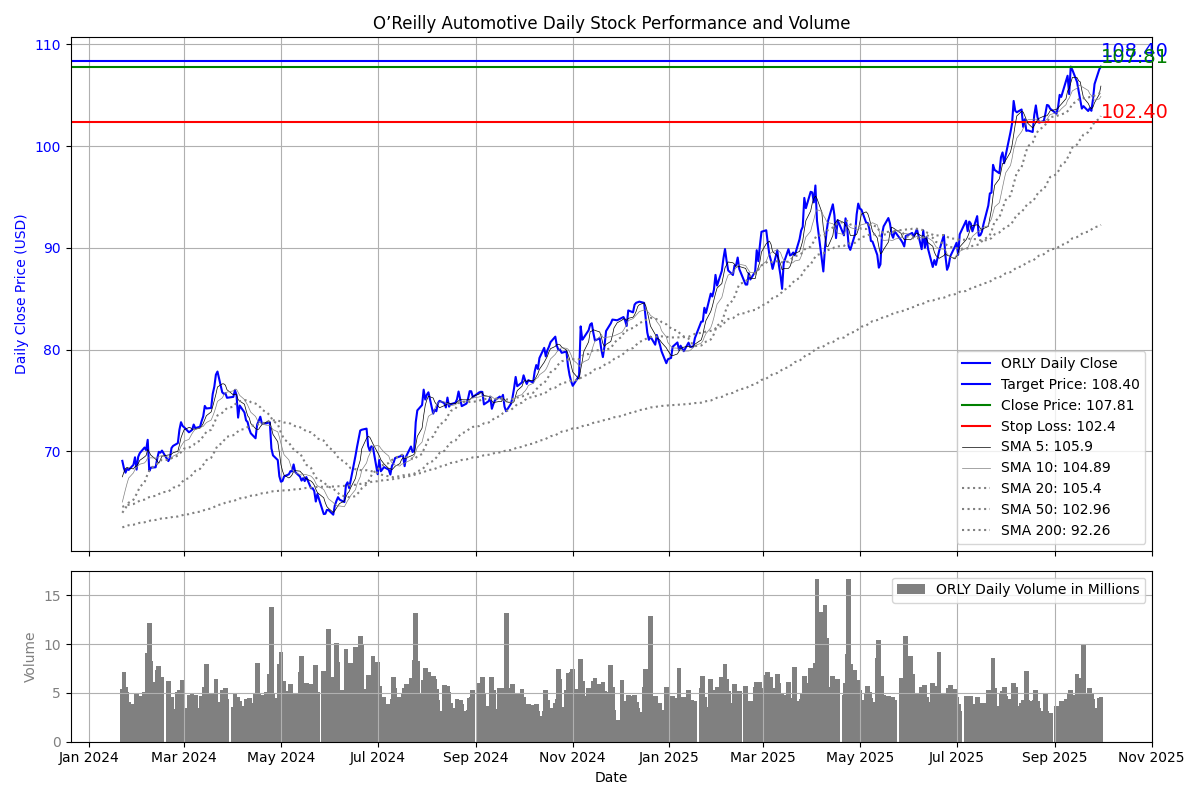 O’Reilly Automotive Daily Stock Performance and Volume
Daily Close Price (USD)
110
100
90
80
70
108.40
107.81
102.40
ORLY Daily Close
Target Price: 108.40
Close Price: 107.81
Stop Loss: 102.4
SMA 5: 105.9
SMA 10: 104.89
SMA 20: 105.4
SMA 50: 102.96
SMA 200: 92.26
Volume
15
10
5
0
ORLY Daily Volume in Millions
Jan 2024 Mar 2024 May 2024 Jul 2024 Sep 2024 Nov 2024 Jan 2025 Mar 2025 May 2025 Jul 2025 Sep 2025 Nov 2025
Date